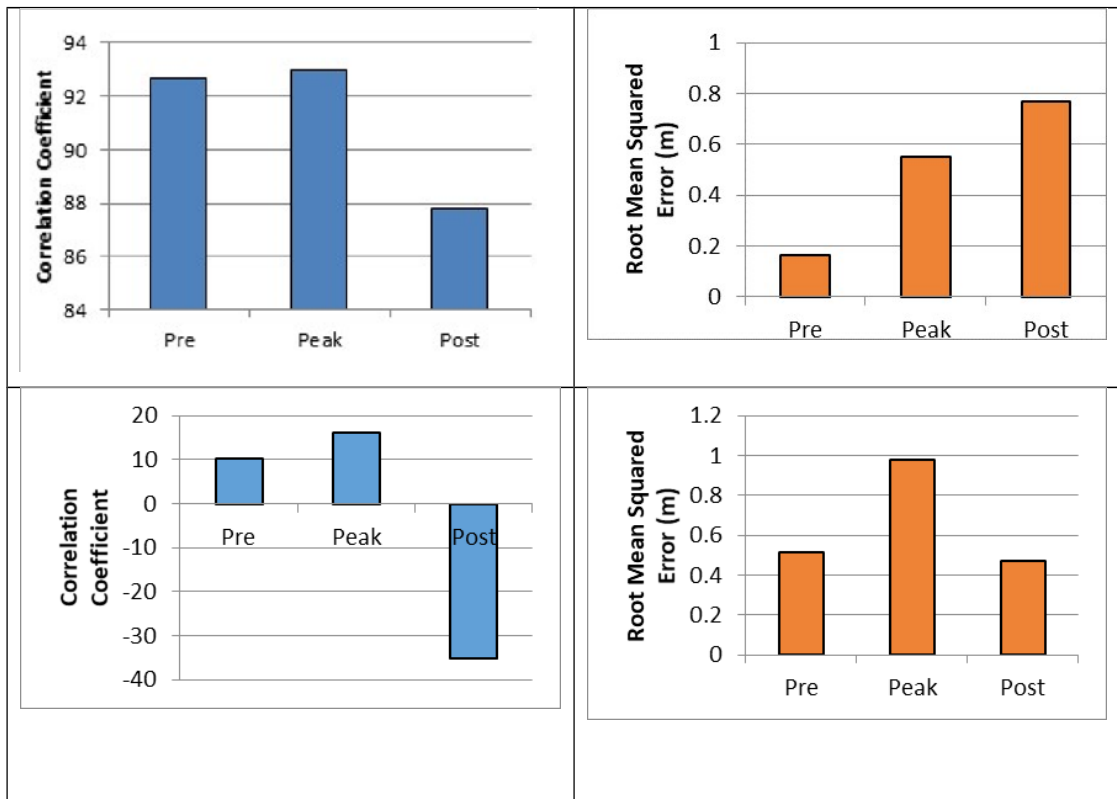 Correlation Coefficient
94
92
90
88
86
84
Pre Peak Post
Root Mean Squared
Error (m)
1
0.8
0.6
0.4
0.2
0
Pre Peak Post
Correlation
Coefficient
20
10
0
-10
-20
-30
-40
Pre Peak Post
Root Mean Squared
Error (m)
1.2
1
0.8
0.6
0.4
0.2
0
Pre Peak Post